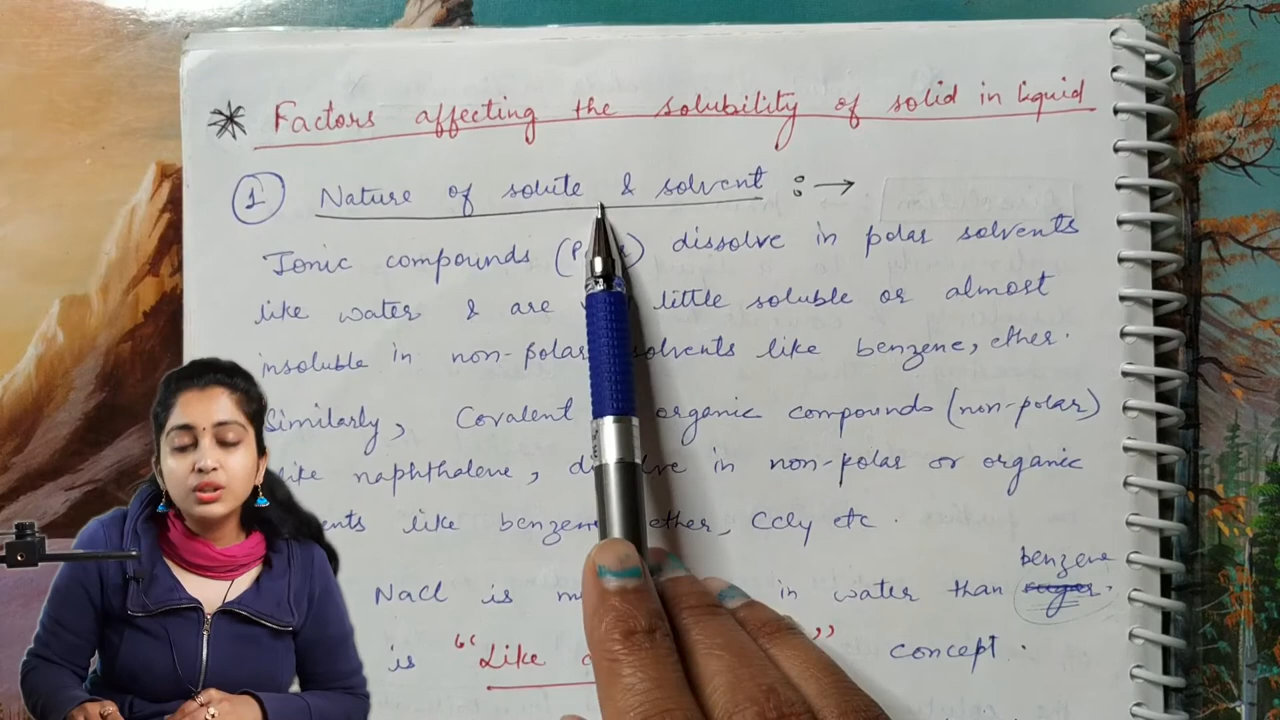 * Factors affecting the solubility of solid in liquid
1 Nature of solute & solvent :→
Ionic compounds ( ) dissolve in polar solvents
like water & are little soluble or almost
insoluble in non-polar solvents like benzene, ether.
Similarly, Covalent organic compounds (non-polar)
like naphthalene, in non-polar or organic
like benzene ether, CCl4 etc.
benzene
NaCl is in water than
is "Like " concept.